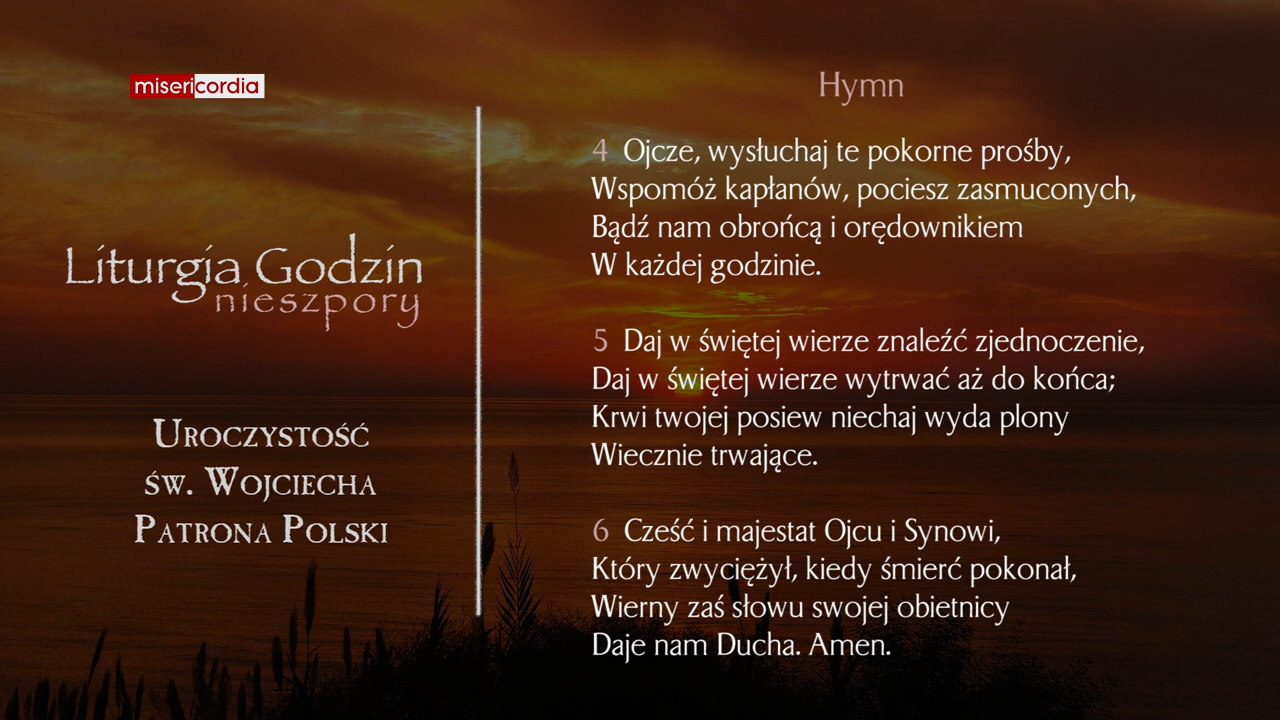 misericordia
Liturgia Godzin
nieszpory
Uroczystość
św. Wojciecha
Patrona Polski
Hymn
4 Ojcze, wysłuchaj te pokorne prośby,
Wspomóż kapłanów, pociesz zasmuconych,
Bądź nam obrońcą i orędownikiem
W każdej godzinie.
5 Daj w świętej wierze znaleźć zjednoczenie,
Daj w świętej wierze wytrwać aż do końca;
Krwi twojej posiew niechaj wyda plony
Wiecznie trwające.
6 Cześć i majestat Ojcu i Synowi,
Który zwyciężył, kiedy śmierć pokonał,
Wierny zaś słowu swojej obietnicy
Daje nam Ducha. Amen.